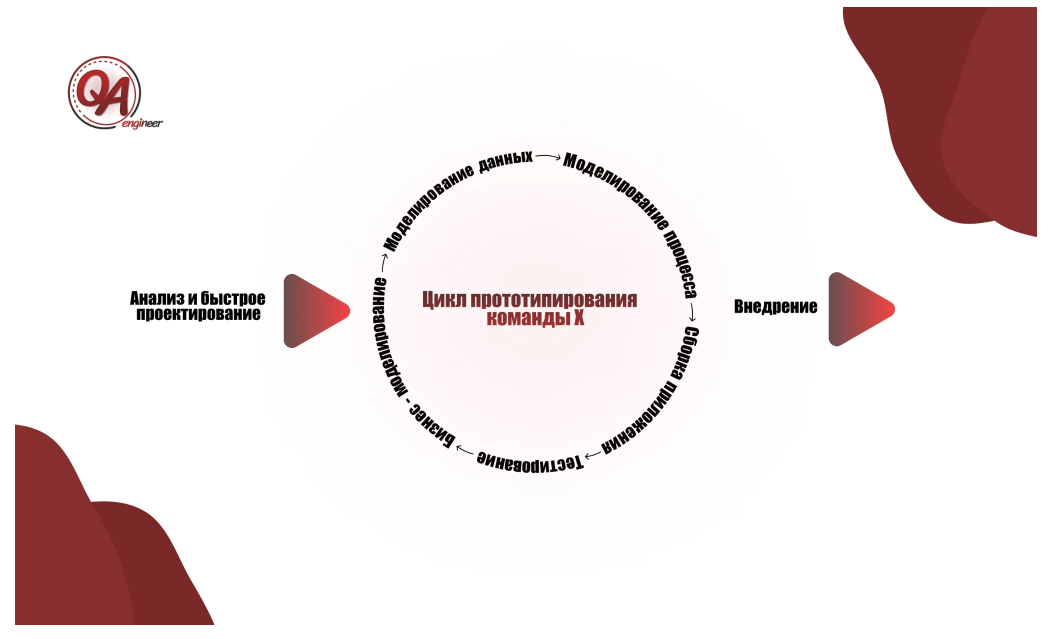 QA
engineer
Анализ и быстрое
проектирование
Цикл прототипирования
команды X
Бизнес - моделирование
Моделирование данных
Моделирование процесса
Сборка приложения
Тестирование
Внедрение